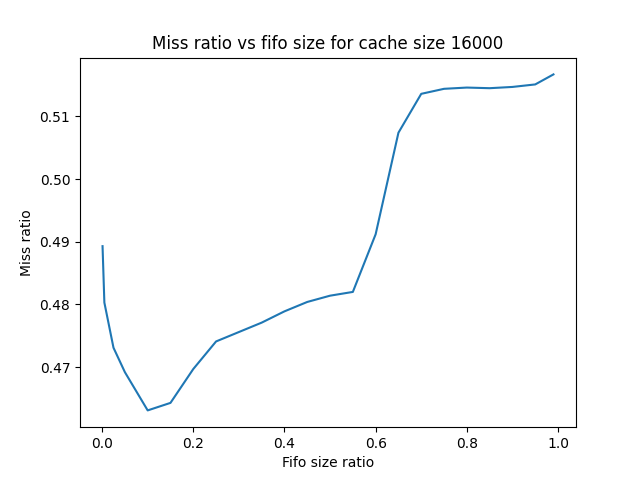 Miss ratio vs fifo size for cache size 16000
0.51
0.50
0.49
0.48
0.47
Miss ratio
0.0 0.2 0.4 0.6 0.8 1.0
Fifo size ratio